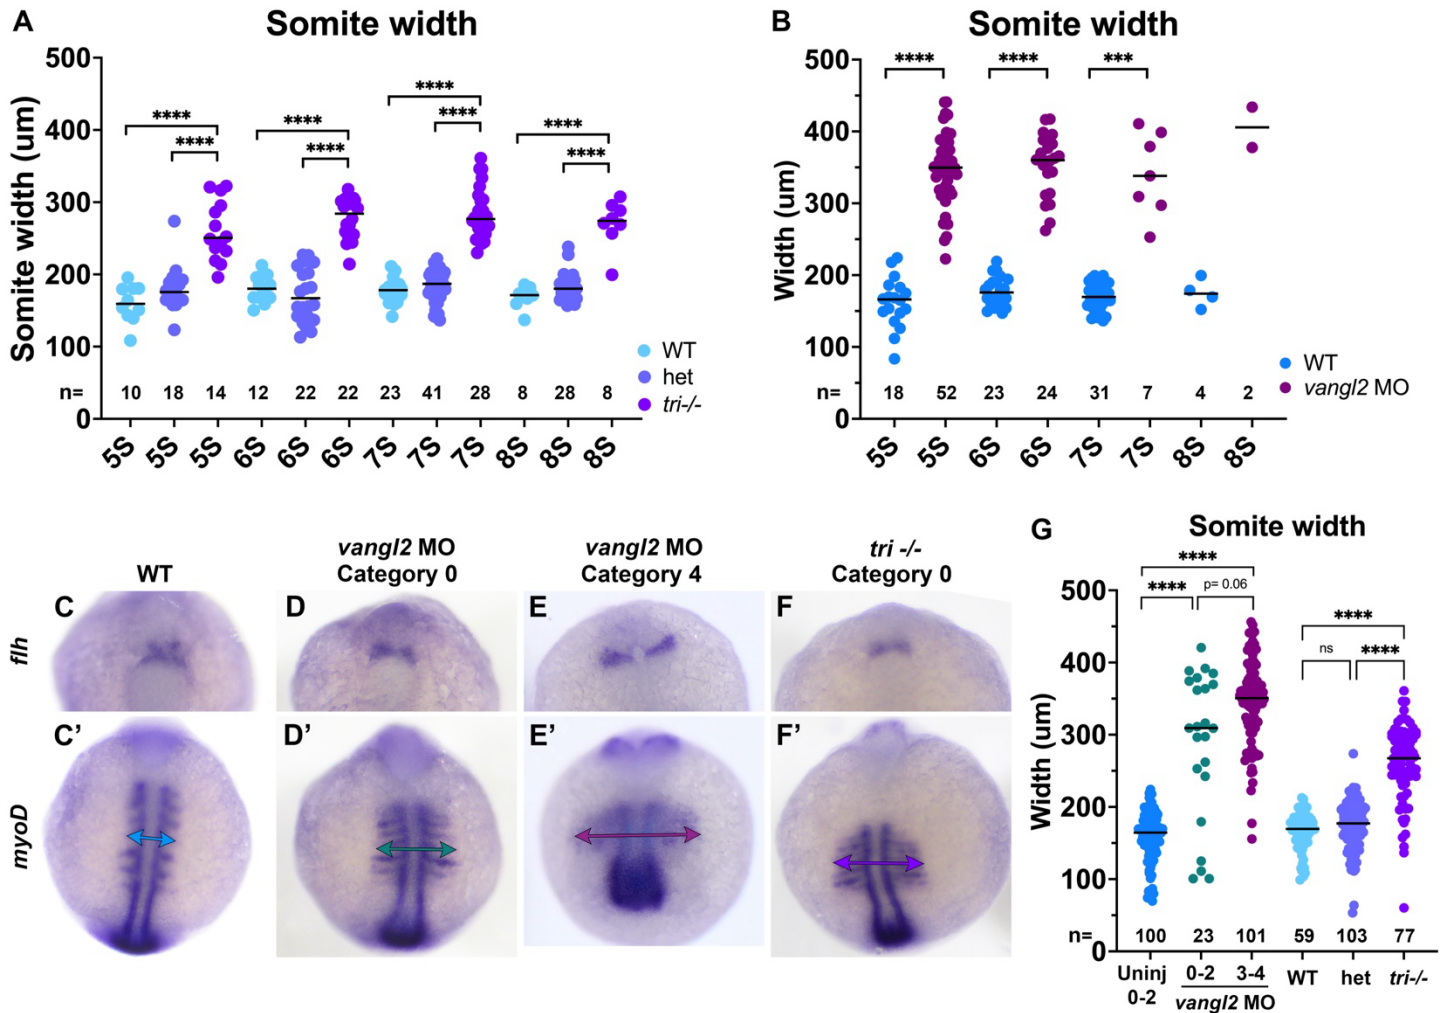 A
Somite width
Somite width (um)
500
400
300
200
100
0
**** **** **** **** **** **** **** ****
WT
het
tri-/-
n= 10 18 14 12 22 22 23 41 28 8 28 8
5S 5S 5S 6S 6S 6S 7S 7S 7S 8S 8S 8S
B
Somite width
Width (um)
500
400
300
200
100
0
**** **** ***
WT
vangl2 MO
n= 18 52 23 24 31 7 4 2
5S 5S 6S 6S 7S 7S 8S 8S
WT
vangl2 MO
Category 0
vangl2 MO
Category 4
tri -/-
Category 0
flh
C D E F
myoD
C’ D’ E’ F’
G
Somite width
Width (um)
500
400
300
200
100
0
****
**** p= 0.06
****
ns ****
n= 100 23 101 59 103 77
Uninj 0-2 3-4 WT het tri-/-
0-2 vangl2 MO